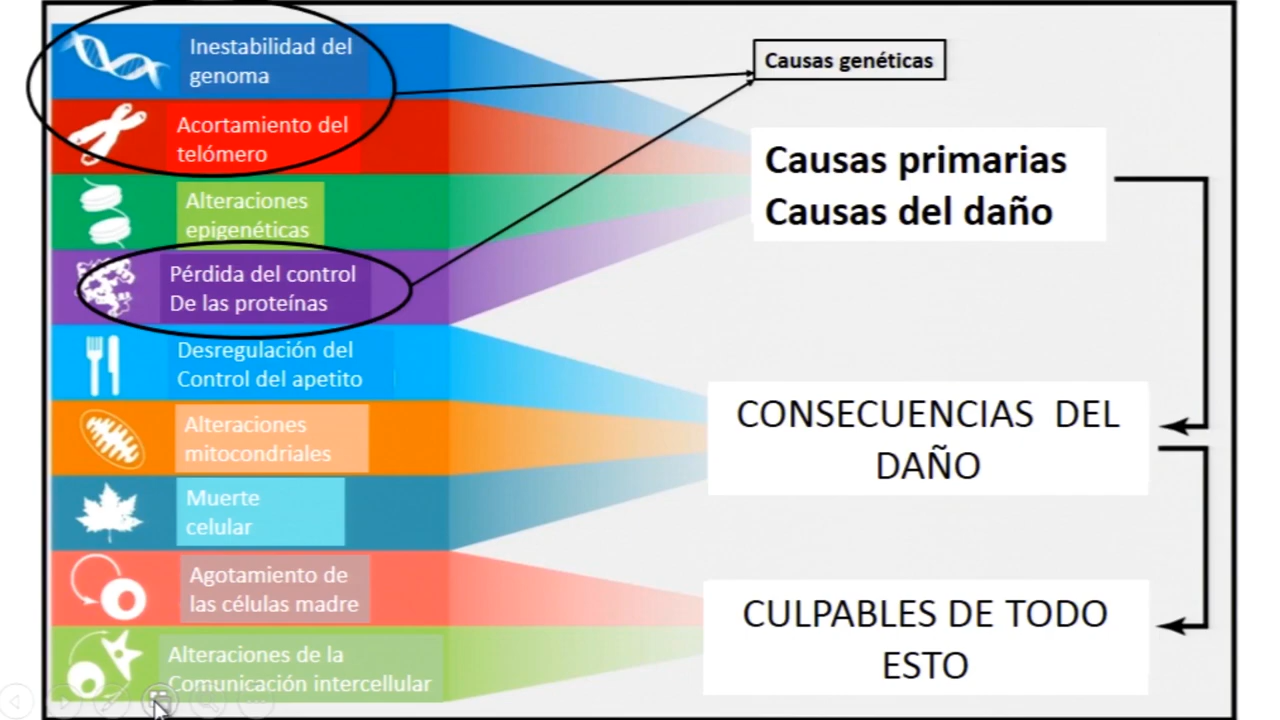 Inestabilidad del
genoma
Acortamiento del
telómero
Alteraciones
epigenéticas
Pérdida del control
De las proteínas
Desregulación del
Control del apetito
Alteraciones
mitocondriales
Muerte
celular
Agotamiento de
las células madre
Alteraciones de la
Comunicación intercellular
Causas genéticas
Causas primarias
Causas del daño
CONSECUENCIAS DEL
DAÑO
CULPABLES DE TODO
ESTO